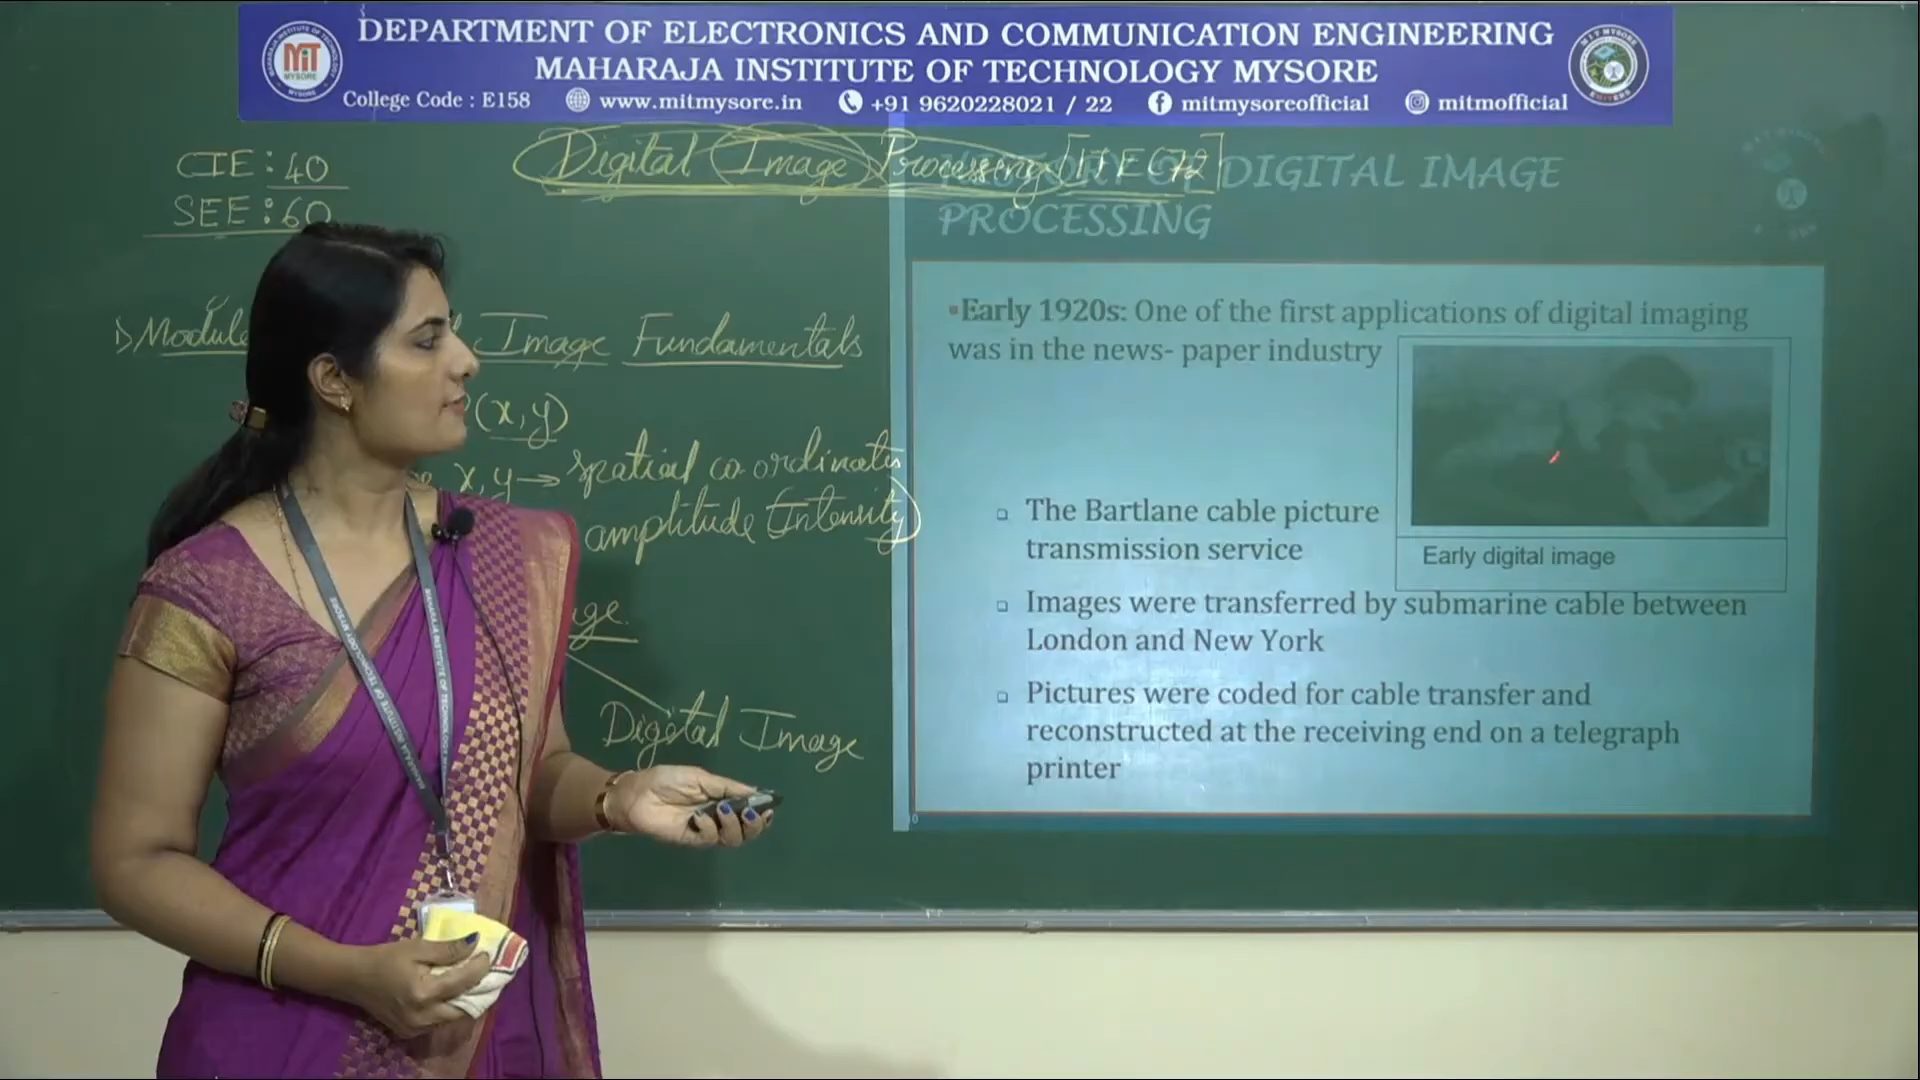 DEPARTMENT OF ELECTRONICS AND COMMUNICATION ENGINEERING
MAHARAJA INSTITUTE OF TECHNOLOGY MYSORE
College Code : E158 www.mitmysore.in +91 9620228021 / 22 mitmysoreofficial mitmofficial
MIT
MYSORE
CIE: 40
SEE: 60
Digital Image Processing
DIGITAL IMAGE
PROCESSING
1) Module Image Fundamentals
(x,y)
x, y → spatial co-ordinates
amplitude (Intensity)
Digital Image
▪Early 1920s: One of the first applications of digital imaging
was in the news- paper industry
The Bartlane cable picture
transmission service
Early digital image
Images were transferred by submarine cable between
London and New York
Pictures were coded for cable transfer and
reconstructed at the receiving end on a telegraph
printer